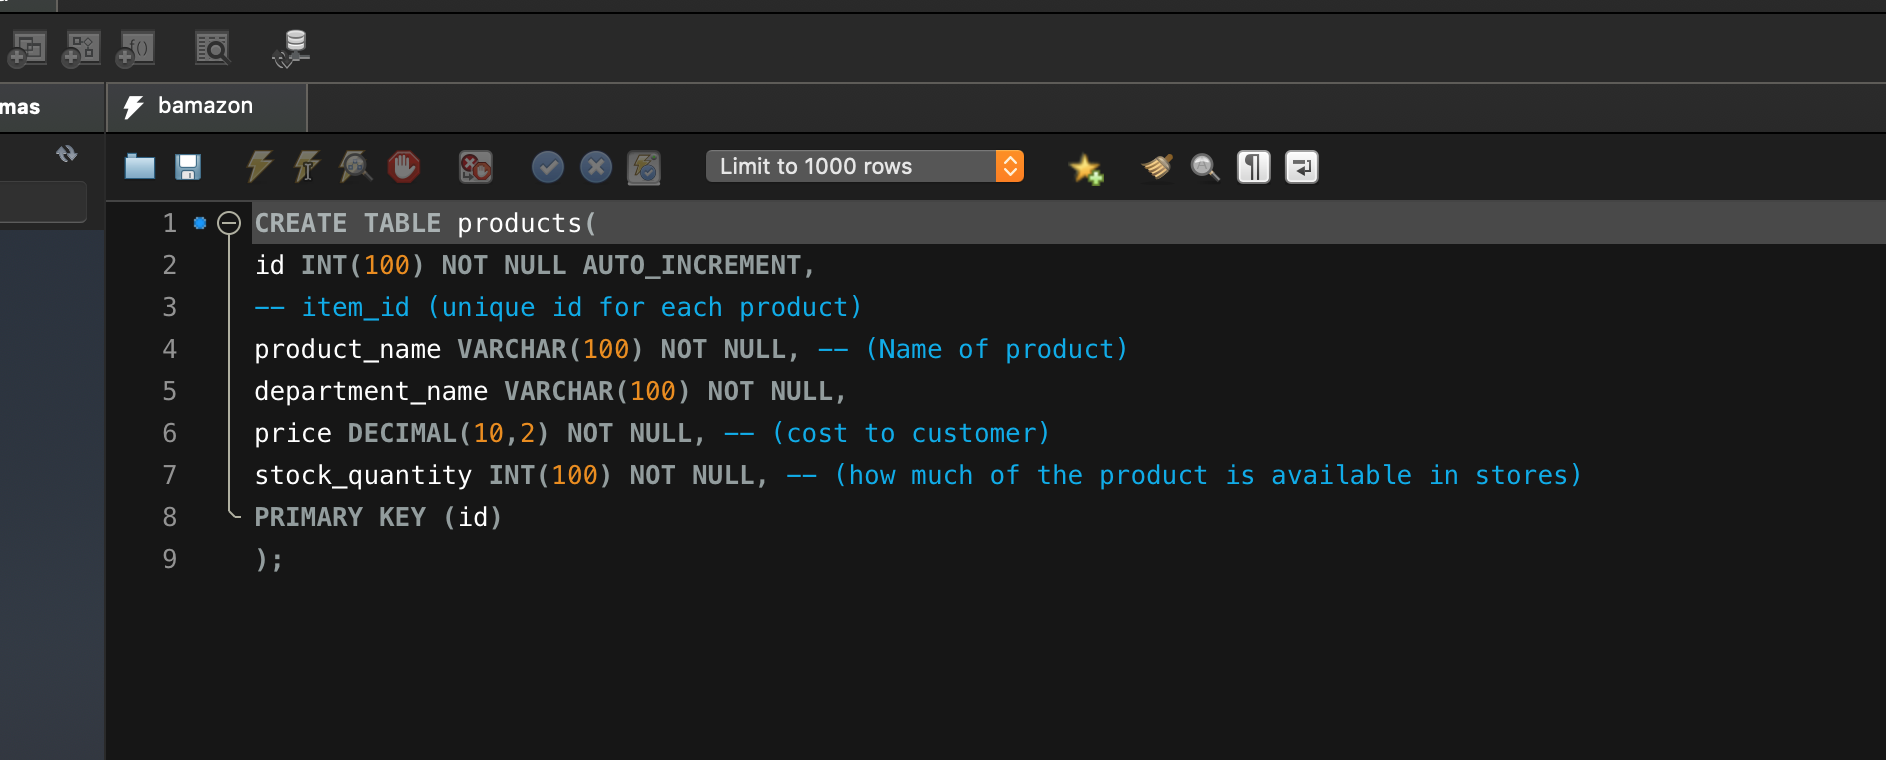 mas
bamazon
Limit to 1000 rows
1 CREATE TABLE products(
2 id INT(100) NOT NULL AUTO_INCREMENT,
3 -- item_id (unique id for each product)
4 product_name VARCHAR(100) NOT NULL, -- (Name of product)
5 department_name VARCHAR(100) NOT NULL,
6 price DECIMAL(10,2) NOT NULL, -- (cost to customer)
7 stock_quantity INT(100) NOT NULL, -- (how much of the product is available in stores)
8 PRIMARY KEY (id)
9 );